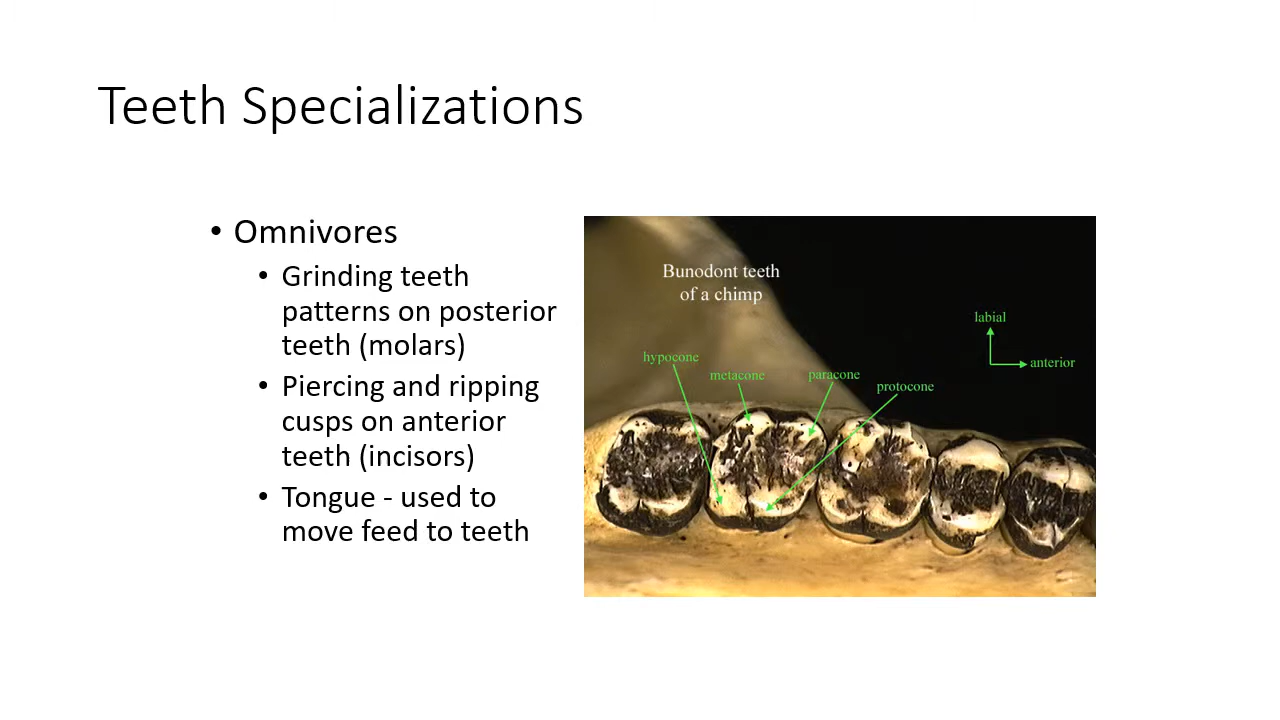 Teeth Specializations
• Omnivores
• Grinding teeth
patterns on posterior
teeth (molars)
• Piercing and ripping
cusps on anterior
teeth (incisors)
• Tongue - used to
move feed to teeth
Bunodont teeth
of a chimp
labial
anterior
hypocone
metacone
paracone
protocone